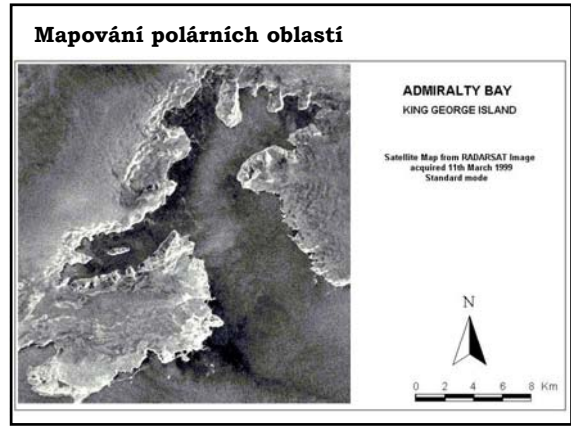 Mapování polárních oblastí
ADMIRALTY BAY
KING GEORGE ISLAND
Satellite Map from RADARSAT Image
acquired 11th March 1999
Standard mode
N
0 2 4 6 8 Km